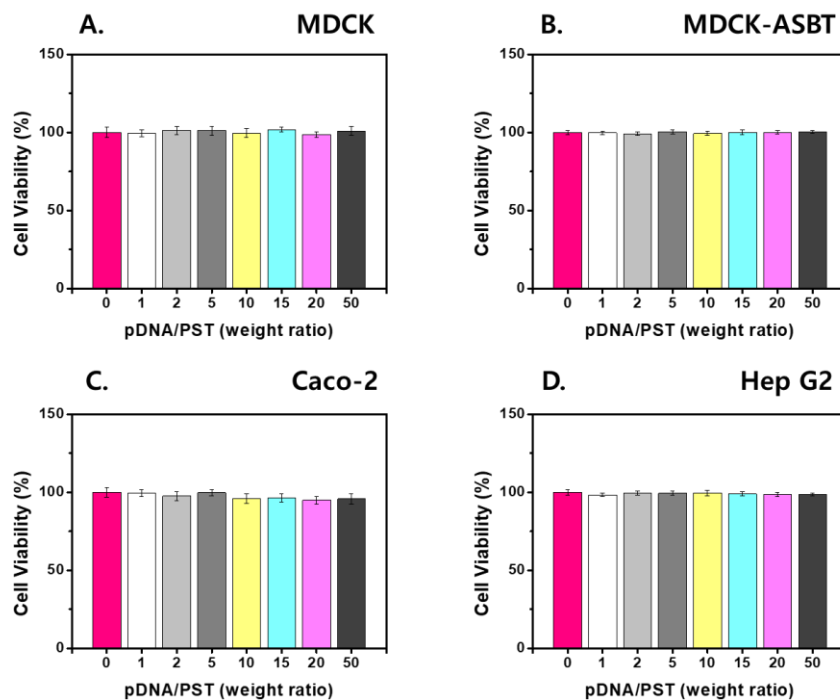 A. MDCK
Cell Viability (%)
150
100
50
0
0 1 2 5 10 15 20 50
pDNA/PST (weight ratio)
B. MDCK-ASBT
Cell Viability (%)
150
100
50
0
0 1 2 5 10 15 20 50
pDNA/PST (weight ratio)
C. Caco-2
Cell Viability (%)
150
100
50
0
0 1 2 5 10 15 20 50
pDNA/PST (weight ratio)
D. Hep G2
Cell Viability (%)
150
100
50
0
0 1 2 5 10 15 20 50
pDNA/PST (weight ratio)